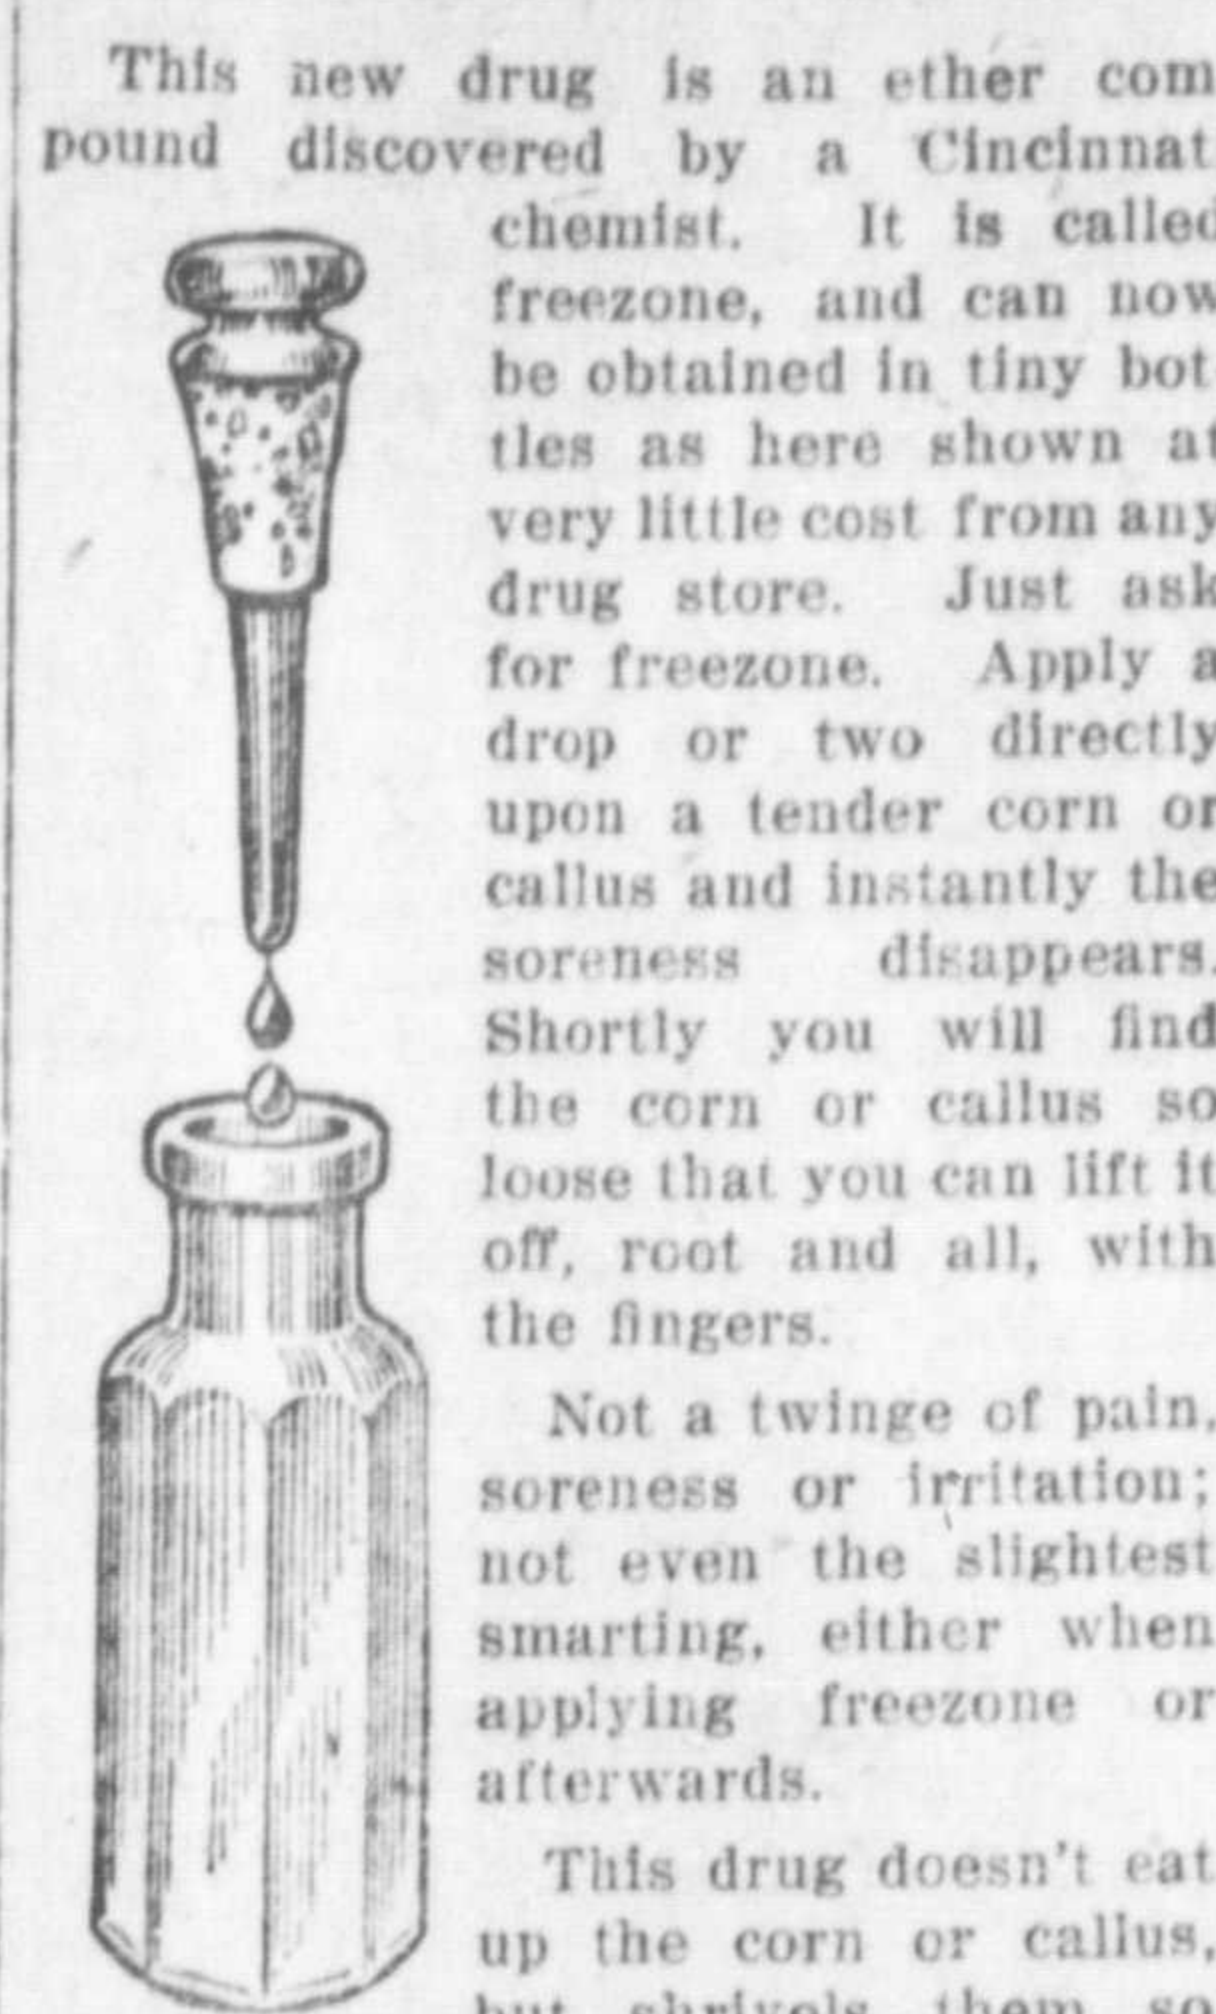 This new drug is an ether com
pound discovered by a Cincinnat
chemist. It is called
freezone, and can now
be obtained in tiny bot
tles as here shown at
very little cost from any
drug store. Just ask
for freezone. Apply a
drop or two directly
upon a tender corn or
callus and instantly the
soreness disappears.
Shortly you will find
the corn or callus so
loose that you can lift it
off, root and all, with
the fingers.
Not a twinge of pain,
soreness or irritation;
not even the slightest
smarting, either when
applying freezone or
afterwards.
This drug doesn't eat
up the corn or callus,
but shrivels them so